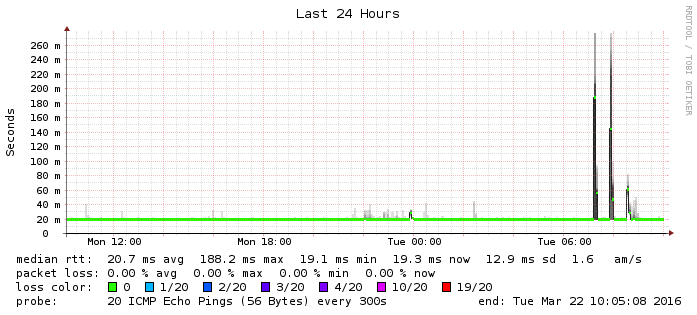 Last 24 Hours
RRDTOOL / TOBI OETIKER
Seconds
260 m
240 m
220 m
200 m
180 m
160 m
140 m
120 m
100 m
80 m
60 m
40 m
20 m
0
Mon 12:00 Mon 18:00 Tue 00:00 Tue 06:00
median rtt: 20.7 ms avg 188.2 ms max 19.1 ms min 19.3 ms now 12.9 ms sd 1.6 am/s
packet loss: 0.00 % avg 0.00 % max 0.00 % min 0.00 % now
loss color: 0 1/20 2/20 3/20 4/20 10/20 19/20
probe: 20 ICMP Echo Pings (56 Bytes) every 300s end: Tue Mar 22 10:05:08 2016